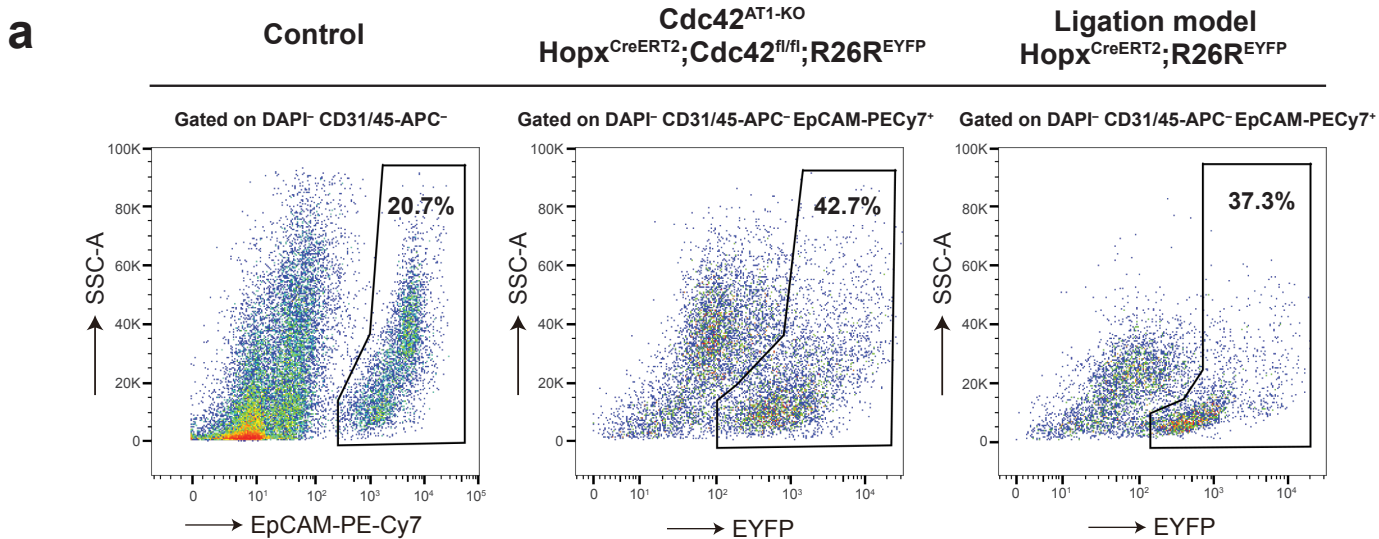 a
Control
Cdc42ᴬᵀ¹⁻ᴷᴼ
HopxCreERT2;Cdc42fl/fl;R26REYFP
Ligation model
HopxCreERT2;R26REYFP
Gated on DAPI⁻ CD31/45-APC⁻
Gated on DAPI⁻ CD31/45-APC⁻ EpCAM-PECy7⁺
Gated on DAPI⁻ CD31/45-APC⁻ EpCAM-PECy7⁺
100K
80K
60K
40K
20K
0
SSC-A
20.7%
0 10¹ 10² 10³ 10⁴ 10⁵
EpCAM-PE-Cy7
100K
80K
60K
40K
20K
0
SSC-A
42.7%
0 10¹ 10² 10³ 10⁴
EYFP
100K
80K
60K
40K
20K
0
SSC-A
37.3%
0 10¹ 10² 10³ 10⁴
EYFP